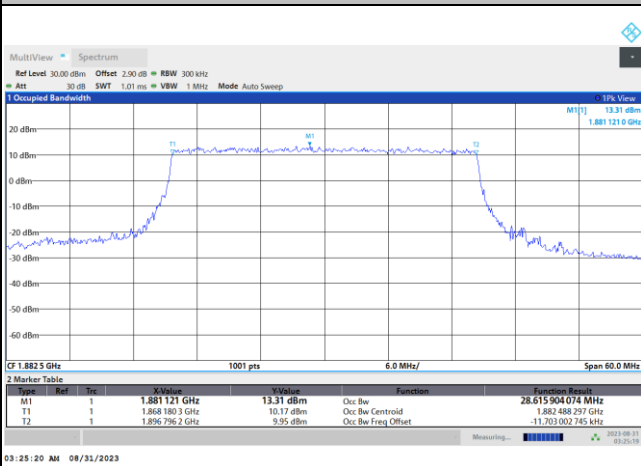 MultiView Spectrum
Ref Level 30.00 dBm Offset 2.90 dB RBW 300 kHz
Att 30 dB SWT 1.01 ms VBW 1 MHz Mode Auto Sweep
1 Occupied Bandwidth 1Pk View
M1[1] 13.31 dBm
1.881 121 0 GHz
20 dBm
T1 M1 T2
10 dBm
0 dBm
-10 dBm
-20 dBm
-30 dBm
-40 dBm
-50 dBm
-60 dBm
CF 1.882 5 GHz 1001 pts 6.0 MHz/ Span 60.0 MHz
2 Marker Table
Type Ref Trc X-Value Y-Value Function Function Result
M1 1 1.881 121 GHz 13.31 dBm Occ Bw 28.615 904 074 MHz
T1 1 1.868 180 3 GHz 10.17 dBm Occ Bw Centroid 1.882 488 297 GHz
T2 1 1.896 796 2 GHz 9.95 dBm Occ Bw Freq Offset -11.703 002 745 kHz
Measuring... 2023-08-31
03:25:19
03:25:20 AM 08/31/2023